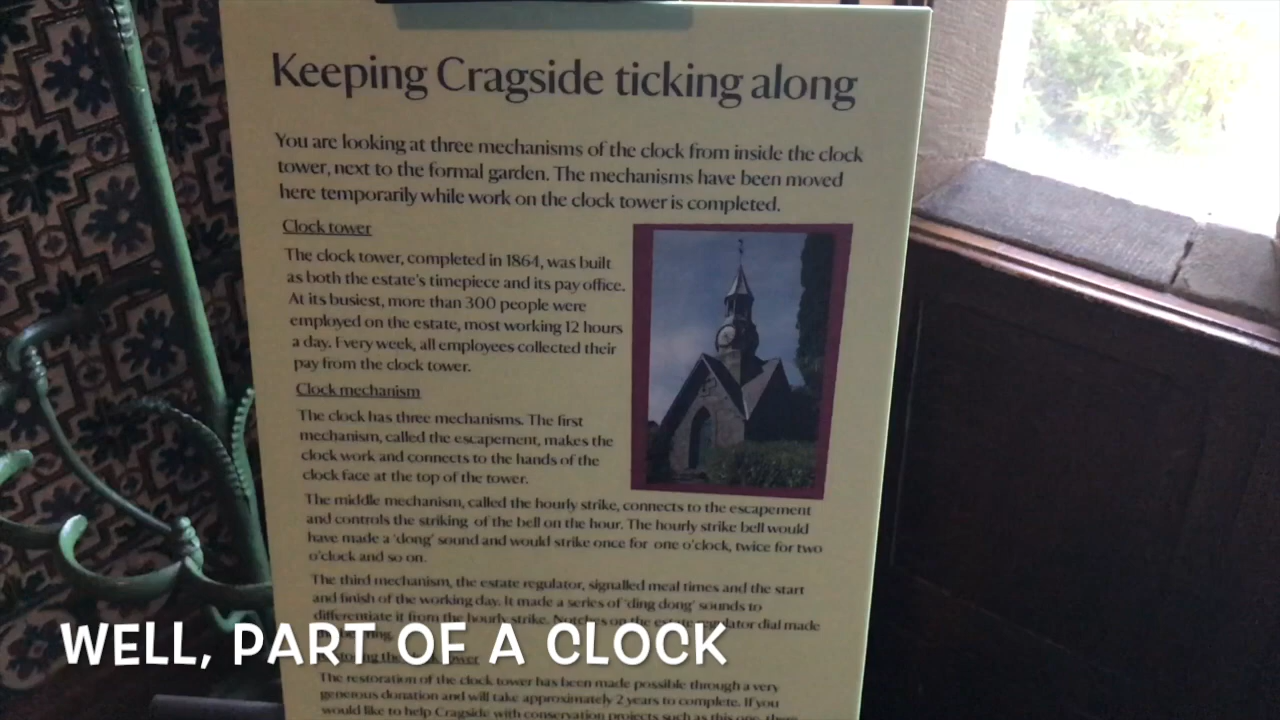 Keeping Cragside ticking along
You are looking at three mechanisms of the clock from inside the clock
tower, next to the formal garden. The mechanisms have been moved
here temporarily while work on the clock tower is completed.
Clock tower
The clock tower, completed in 1864, was built
as both the estate's timepiece and its pay office.
At its busiest, more than 300 people were
employed on the estate, most working 12 hours
a day. Every week, all employees collected their
pay from the clock tower.
Clock mechanism
The clock has three mechanisms. The first
mechanism, called the escapement, makes the
clock work and connects to the hands of the
clock face at the top of the tower.
The middle mechanism, called the hourly strike, connects to the escapement
and controls the striking of the bell on the hour. The hourly strike bell would
have made a 'dong' sound and would strike once for one o'clock, twice for two
o'clock and so on.
The third mechanism, the estate regulator, signalled meal times and the start
and finish of the working day. It made a series of 'ding dong' sounds to
differentiate it from the hourly strike. Notches on the estate regulator dial made
WELL, PART OF A CLOCK
The restoration of the clock tower has been made possible through a very
generous donation and will take approximately 2 years to complete. If you
would like to help Cragside with conservation projects such as this one, there